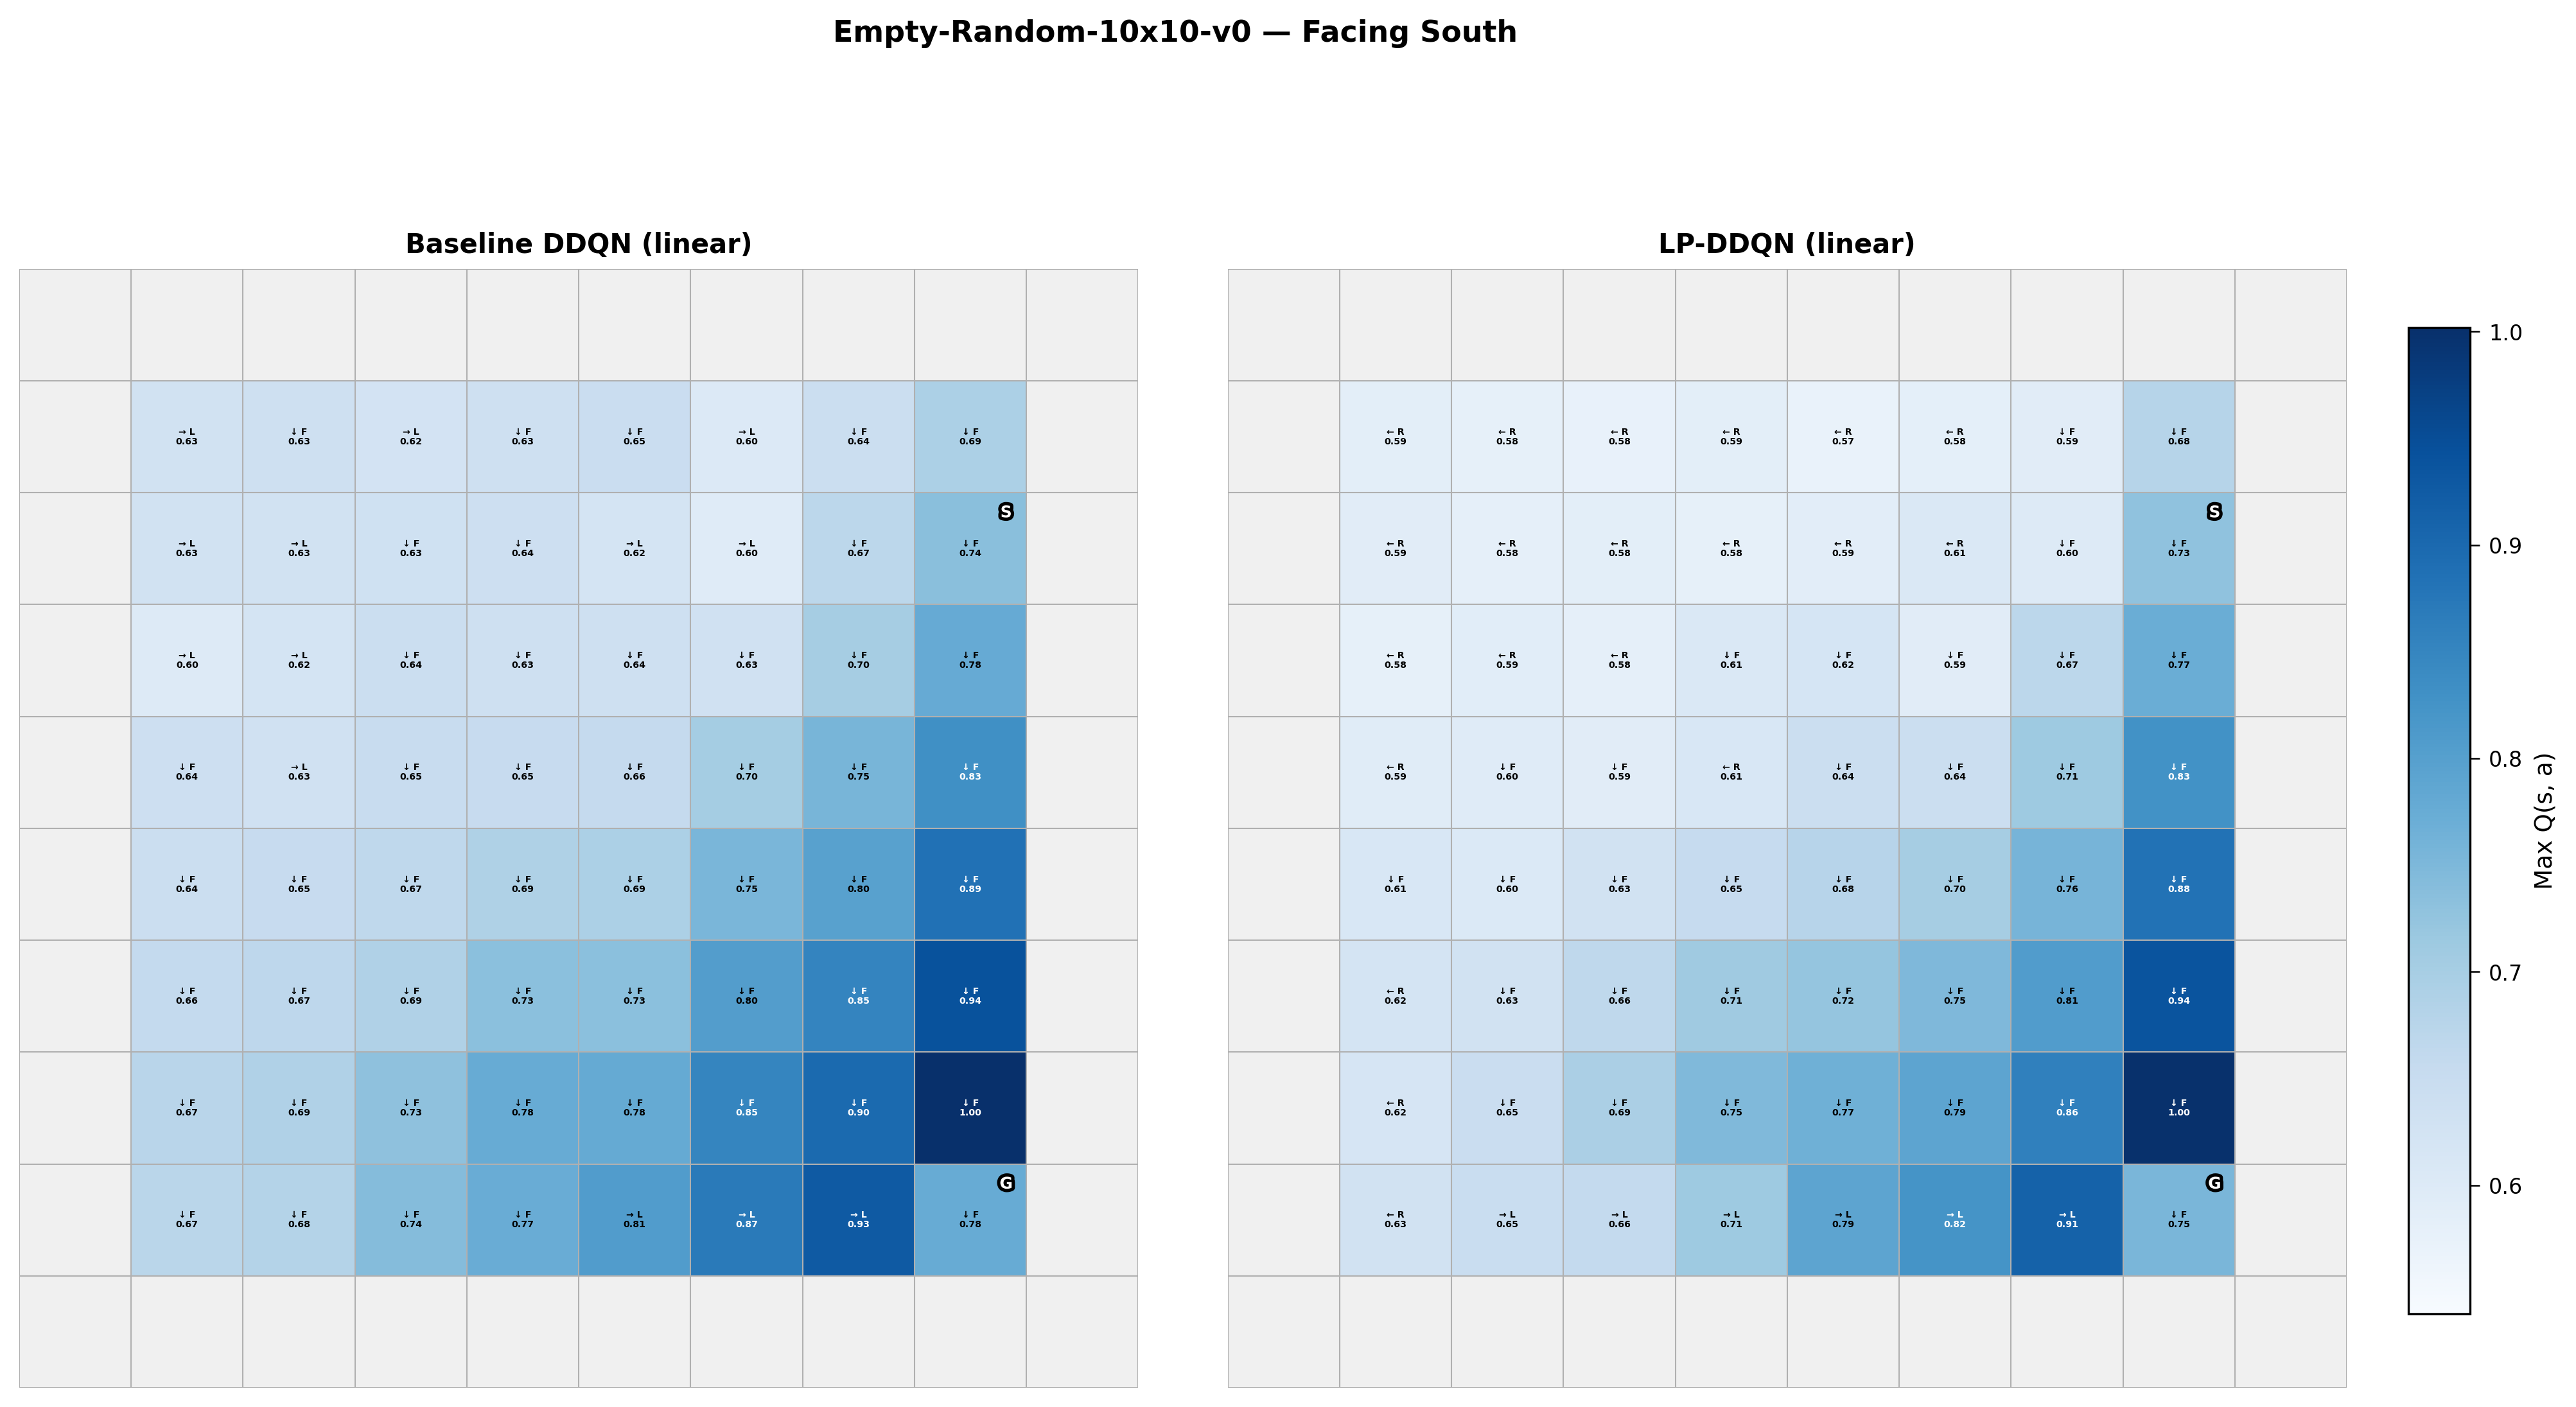 Empty-Random-10x10-v0 — Facing South
Baseline DDQN (linear)
→ L ↓ F → L ↓ F ↓ F → L ↓ F ↓ F
0.63 0.63 0.62 0.63 0.65 0.60 0.64 0.69
S
→ L → L ↓ F ↓ F → L → L ↓ F ↓ F
0.63 0.63 0.63 0.64 0.62 0.60 0.67 0.74
→ L → L ↓ F ↓ F ↓ F ↓ F ↓ F ↓ F
0.60 0.62 0.64 0.63 0.64 0.63 0.70 0.78
↓ F → L ↓ F ↓ F ↓ F ↓ F ↓ F ↓ F
0.64 0.63 0.65 0.65 0.66 0.70 0.75 0.83
↓ F ↓ F ↓ F ↓ F ↓ F ↓ F ↓ F ↓ F
0.64 0.65 0.67 0.69 0.69 0.75 0.80 0.89
↓ F ↓ F ↓ F ↓ F ↓ F ↓ F ↓ F ↓ F
0.66 0.67 0.69 0.73 0.73 0.80 0.85 0.94
↓ F ↓ F ↓ F ↓ F ↓ F ↓ F ↓ F ↓ F
0.67 0.69 0.73 0.78 0.78 0.85 0.90 1.00
G
↓ F ↓ F ↓ F ↓ F → L → L → L ↓ F
0.67 0.68 0.74 0.77 0.81 0.87 0.93 0.78
LP-DDQN (linear)
← R ← R ← R ← R ← R ← R ↓ F ↓ F
0.59 0.58 0.58 0.59 0.57 0.58 0.59 0.68
S
← R ← R ← R ← R ← R ← R ↓ F ↓ F
0.59 0.58 0.58 0.58 0.59 0.61 0.60 0.73
← R ← R ← R ↓ F ↓ F ↓ F ↓ F ↓ F
0.58 0.59 0.58 0.61 0.62 0.59 0.67 0.77
← R ↓ F ↓ F ← R ↓ F ↓ F ↓ F ↓ F
0.59 0.60 0.59 0.61 0.64 0.64 0.71 0.83
↓ F ↓ F ↓ F ↓ F ↓ F ↓ F ↓ F ↓ F
0.61 0.60 0.63 0.65 0.68 0.70 0.76 0.88
← R ↓ F ↓ F ↓ F ↓ F ↓ F ↓ F ↓ F
0.62 0.63 0.66 0.71 0.72 0.75 0.81 0.94
← R ↓ F ↓ F ↓ F ↓ F ↓ F ↓ F ↓ F
0.62 0.65 0.69 0.75 0.77 0.79 0.86 1.00
G
← R → L → L → L → L → L → L ↓ F
0.63 0.65 0.66 0.71 0.79 0.82 0.91 0.75
1.0
0.9
0.8
0.7
0.6
Max Q(s, a)